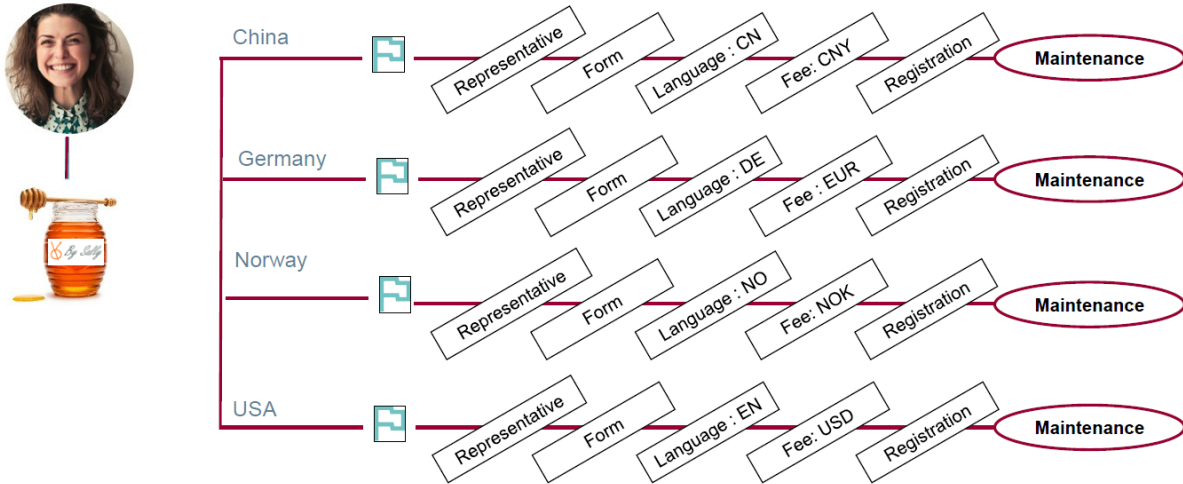 China
Representative
Form
Language : CN
Fee: CNY
Registration
Maintenance
Germany
Representative
Form
Language : DE
Fee : EUR
Registration
Maintenance
By Sally
Norway
Representative
Form
Language : NO
Fee: NOK
Registration
Maintenance
USA
Representative
Form
Language : EN
Fee: USD
Registration
Maintenance